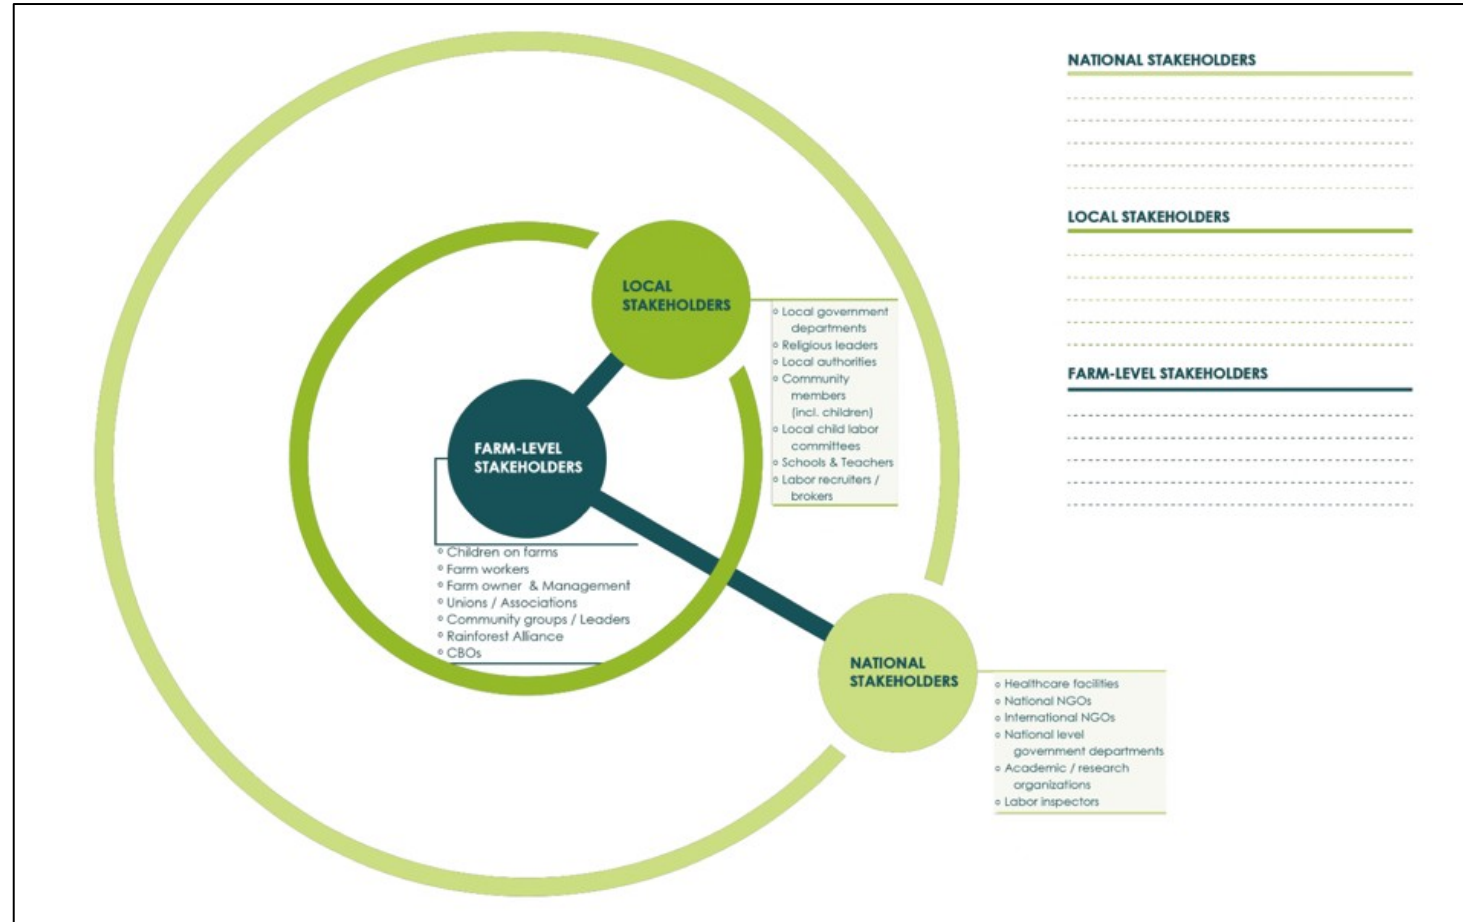 NATIONAL STAKEHOLDERS
LOCAL STAKEHOLDERS
FARM-LEVEL STAKEHOLDERS
LOCAL
STAKEHOLDERS
○ Local government
departments
○ Religious leaders
○ Local authorities
○ Community
members
(incl. children)
○ Local child labor
committees
○ Schools & Teachers
○ Labor recruiters /
brokers
FARM-LEVEL
STAKEHOLDERS
○ Children on farms
○ Farm workers
○ Farm owner & Management
○ Unions / Associations
○ Community groups / Leaders
○ Rainforest Alliance
○ CBOs
NATIONAL
STAKEHOLDERS
○ Healthcare facilities
○ National NGOs
○ International NGOs
○ National level
government departments
○ Academic / research
organizations
○ Labor inspectors